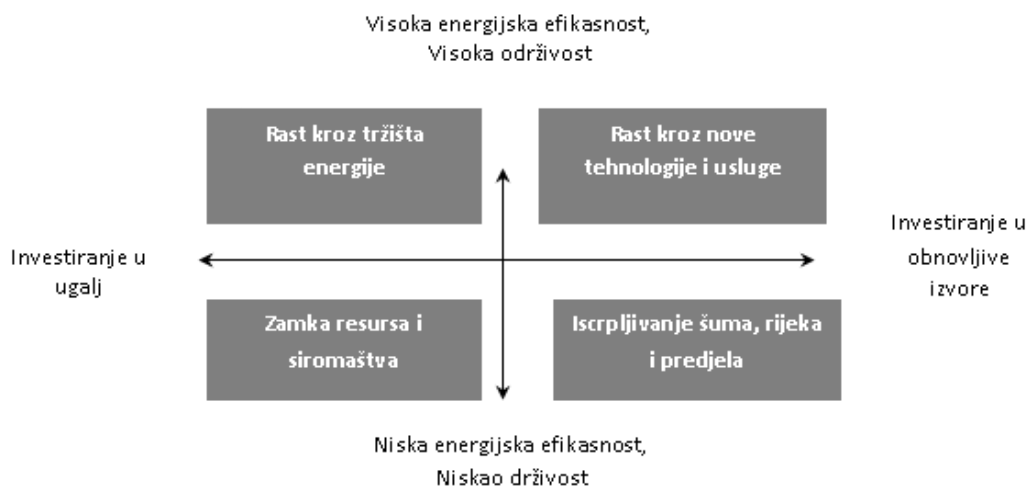 Visoka energijska efikasnost,
Visoka održivost
Rast kroz tržišta
energije
Rast kroz nove
tehnologije i usluge
Investiranje u
ugalj
Investiranje u
obnovljive
izvore
Zamka resursa i
siromaštva
Iscrpljivanje šuma, rijeka
i predjela
Niska energijska efikasnost,
Niskao drživost